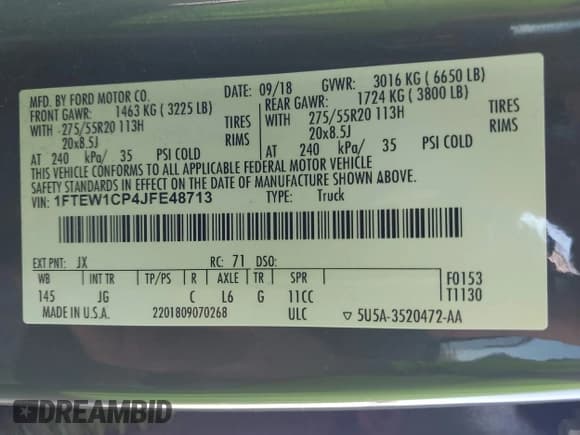 MFD. BY FORD MOTOR CO.
DATE: 09/18 GVWR: 3016 KG ( 6650 LB)
FRONT GAWR: 1463 KG ( 3225 LB)
REAR GAWR: 1724 KG ( 3800 LB)
WITH 275/55R20 113H TIRES
WITH 275/55R20 113H TIRES
20x8.5J RIMS
20x8.5J RIMS
AT 240 kPa/ 35 PSI COLD
AT 240 kPa/ 35 PSI COLD
THIS VEHICLE CONFORMS TO ALL APPLICABLE FEDERAL MOTOR VEHICLE
SAFETY STANDARDS IN EFFECT ON THE DATE OF MANUFACTURE SHOWN ABOVE.
VIN: 1FTEW1CP4JFE48713 TYPE: Truck
EXT PNT: JX RC: 71 DSO:
WB INT TR TP/PS R AXLE TR SPR F0153
145 JG C L6 G 11CC T1130
MADE IN U.S.A. 2201809070268 ULC ▽ 5U5A-3520472-AA
DREAMBID